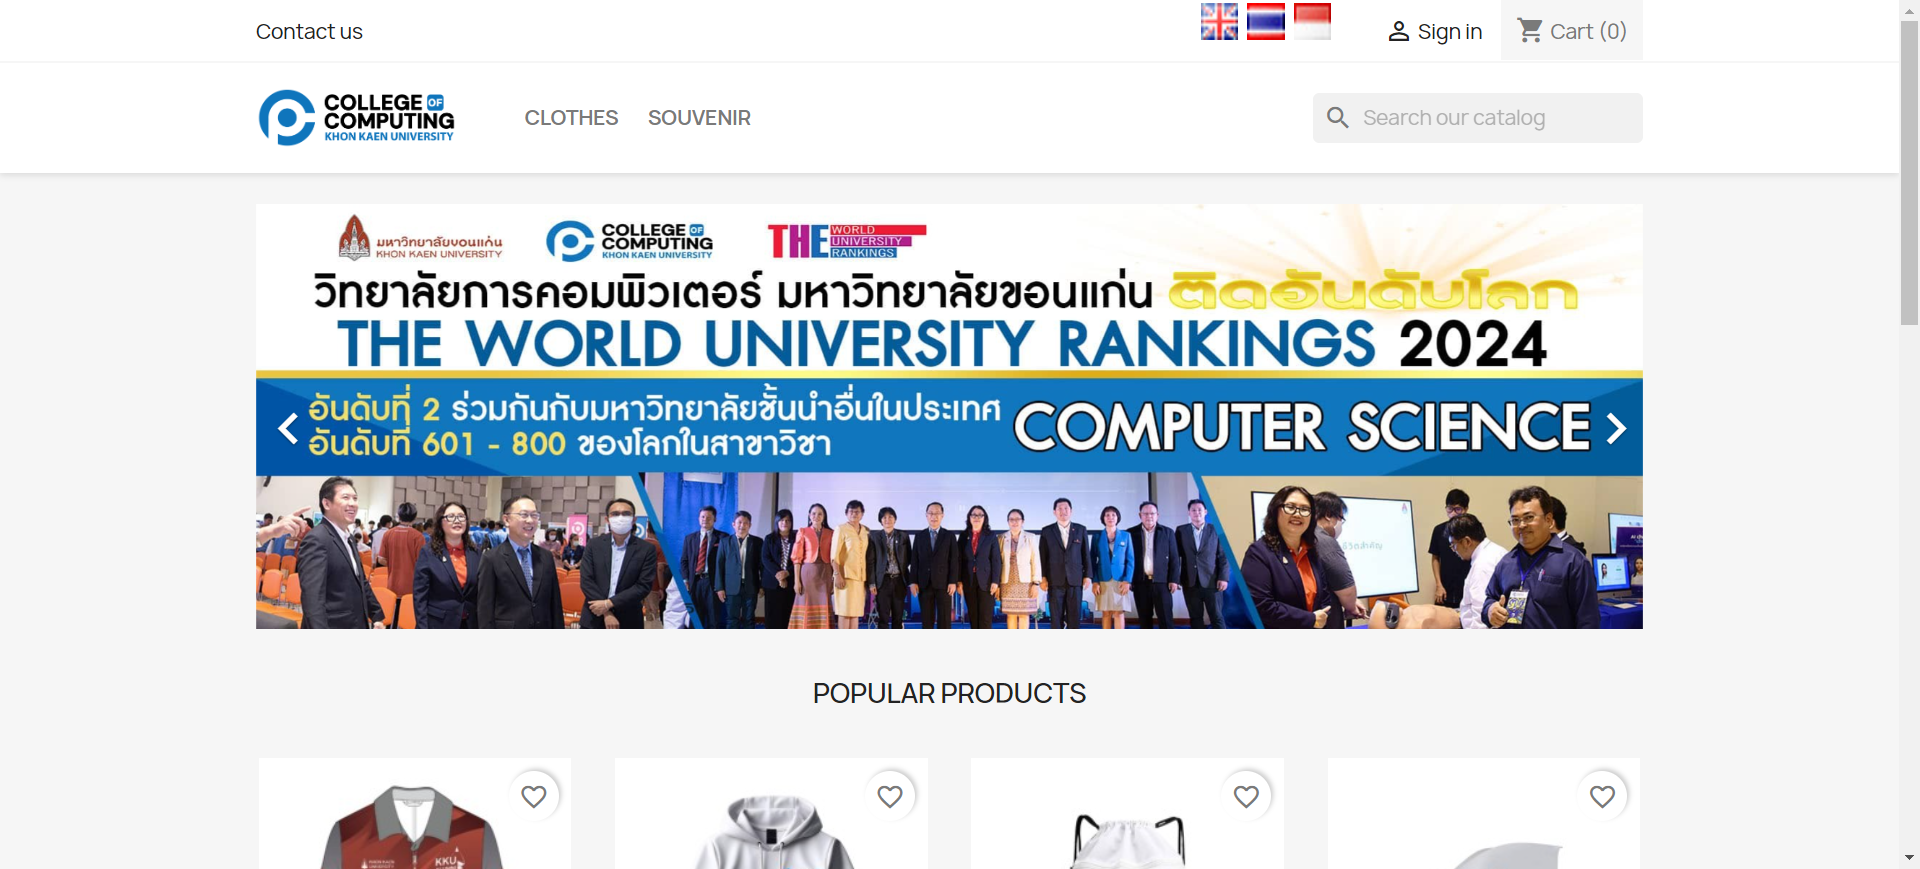 Contact us
Sign in
Cart (0)
COLLEGE OF
COMPUTING
KHON KAEN UNIVERSITY
CLOTHES
SOUVENIR
Search our catalog
มหาวิทยาลัยขอนแก่น
KHON KAEN UNIVERSITY
COLLEGE OF
COMPUTING
KHON KAEN UNIVERSITY
THE WORLD
UNIVERSITY
RANKINGS
วิทยาลัยการคอมพิวเตอร์ มหาวิทยาลัยขอนแก่น ติดอันดับโลก
THE WORLD UNIVERSITY RANKINGS 2024
อันดับที่ 2 ร่วมกันกับมหาวิทยาลัยชั้นนำอื่นในประเทศ
อันดับที่ 601 - 800 ของโลกในสาขาวิชา
COMPUTER SCIENCE
POPULAR PRODUCTS
KKU